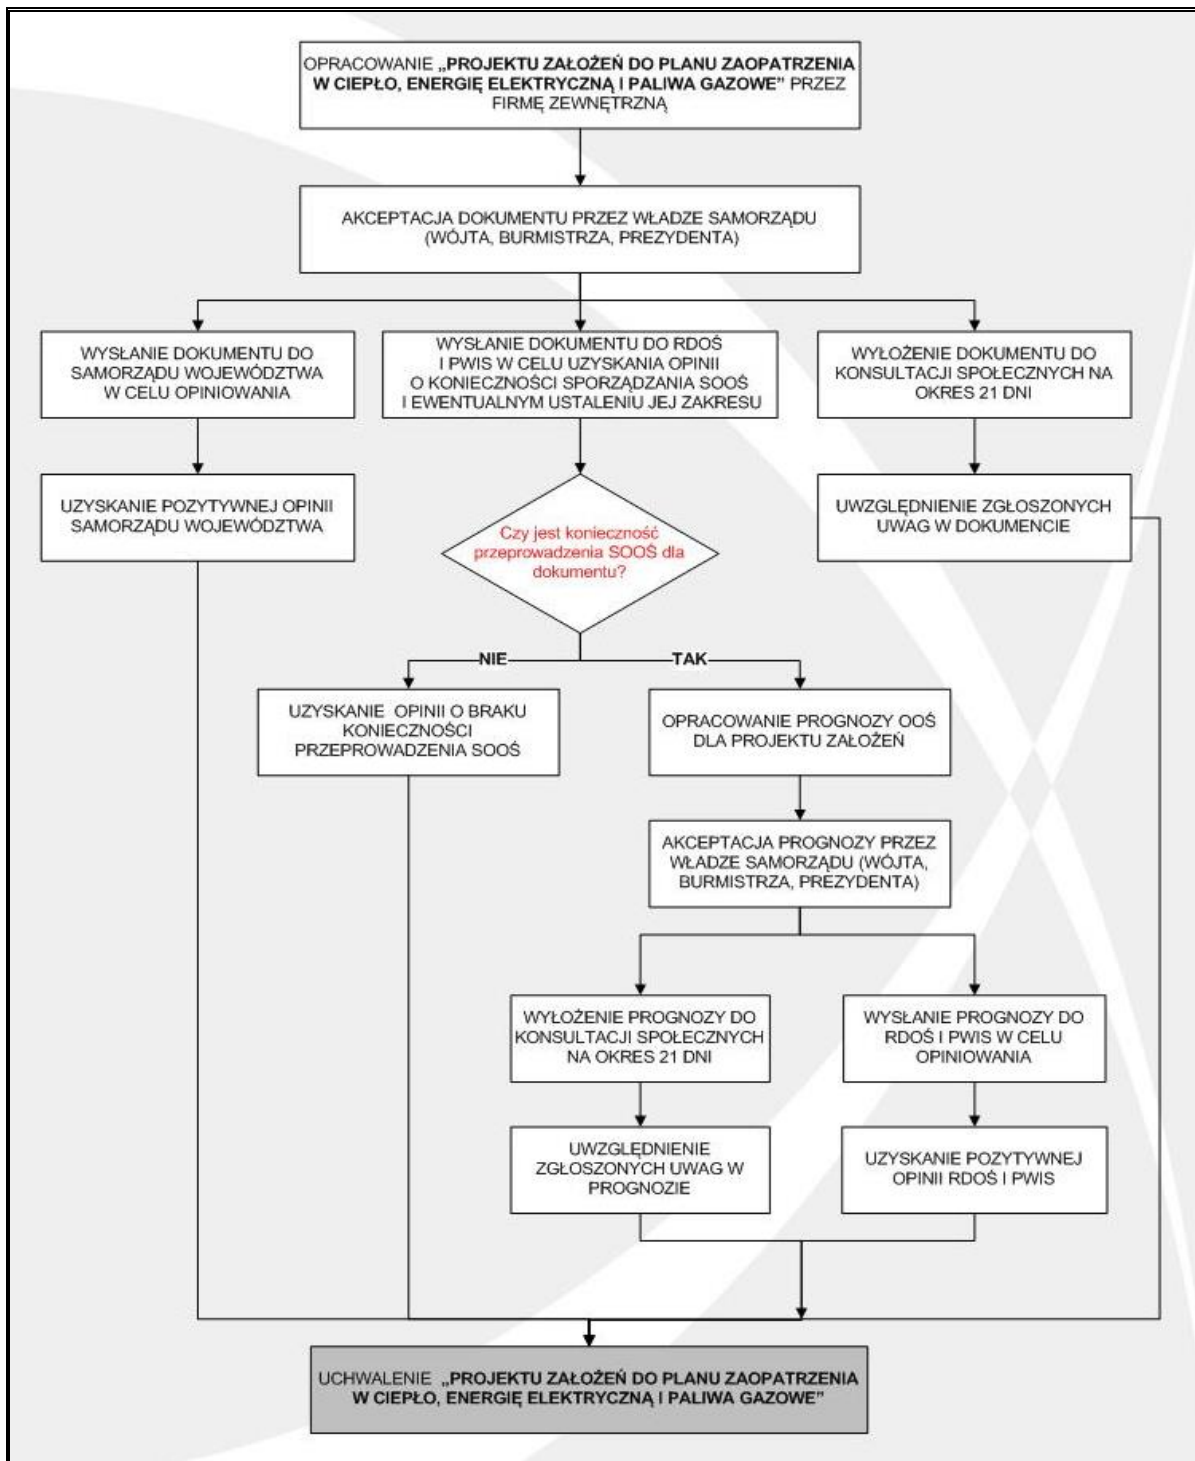 OPRACOWANIE „PROJEKTU ZAŁOŻEŃ DO PLANU ZAOPATRZENIA
W CIEPŁO, ENERGIĘ ELEKTRYCZNĄ I PALIWA GAZOWE” PRZEZ
FIRMĘ ZEWNĘTRZNĄ
AKCEPTACJA DOKUMENTU PRZEZ WŁADZE SAMORZĄDU
(WÓJTA, BURMISTRZA, PREZYDENTA)
WYSŁANIE DOKUMENTU DO
SAMORZĄDU WOJEWÓDZTWA
W CELU OPINIOWANIA
WYSŁANIE DOKUMENTU DO RDOŚ
I PWIS W CELU UZYSKANIA OPINII
O KONIECZNOŚCI SPORZĄDZANIA SOOŚ
I EWENTUALNYM USTALENIU JEJ ZAKRESU
WYŁOŻENIE DOKUMENTU DO
KONSULTACJI SPOŁECZNYCH NA
OKRES 21 DNI
UZYSKANIE POZYTYWNEJ OPINII
SAMORZĄDU WOJEWÓDZTWA
Czy jest konieczność
przeprowadzenia SOOŚ dla
dokumentu?
UWZGLĘDNIENIE ZGŁOSZONYCH
UWAG W DOKUMENCIE
NIE
TAK
UZYSKANIE OPINII O BRAKU
KONIECZNOŚCI
PRZEPROWADZENIA SOOŚ
OPRACOWANIE PROGNOZY OOŚ
DLA PROJEKTU ZAŁOŻEŃ
AKCEPTACJA PROGNOZY PRZEZ
WŁADZE SAMORZĄDU (WÓJTA,
BURMISTRZA, PREZYDENTA)
WYŁOŻENIE PROGNOZY DO
KONSULTACJI SPOŁECZNYCH
NA OKRES 21 DNI
WYSŁANIE PROGNOZY DO
RDOŚ I PWIS W CELU
OPINIOWANIA
UWZGLĘDNIENIE
ZGŁOSZONYCH UWAG W
PROGNOZIE
UZYSKANIE POZYTYWNEJ
OPINII RDOŚ I PWIS
UCHWALENIE „PROJEKTU ZAŁOŻEŃ DO PLANU ZAOPATRZENIA
W CIEPŁO, ENERGIĘ ELEKTRYCZNĄ I PALIWA GAZOWE”